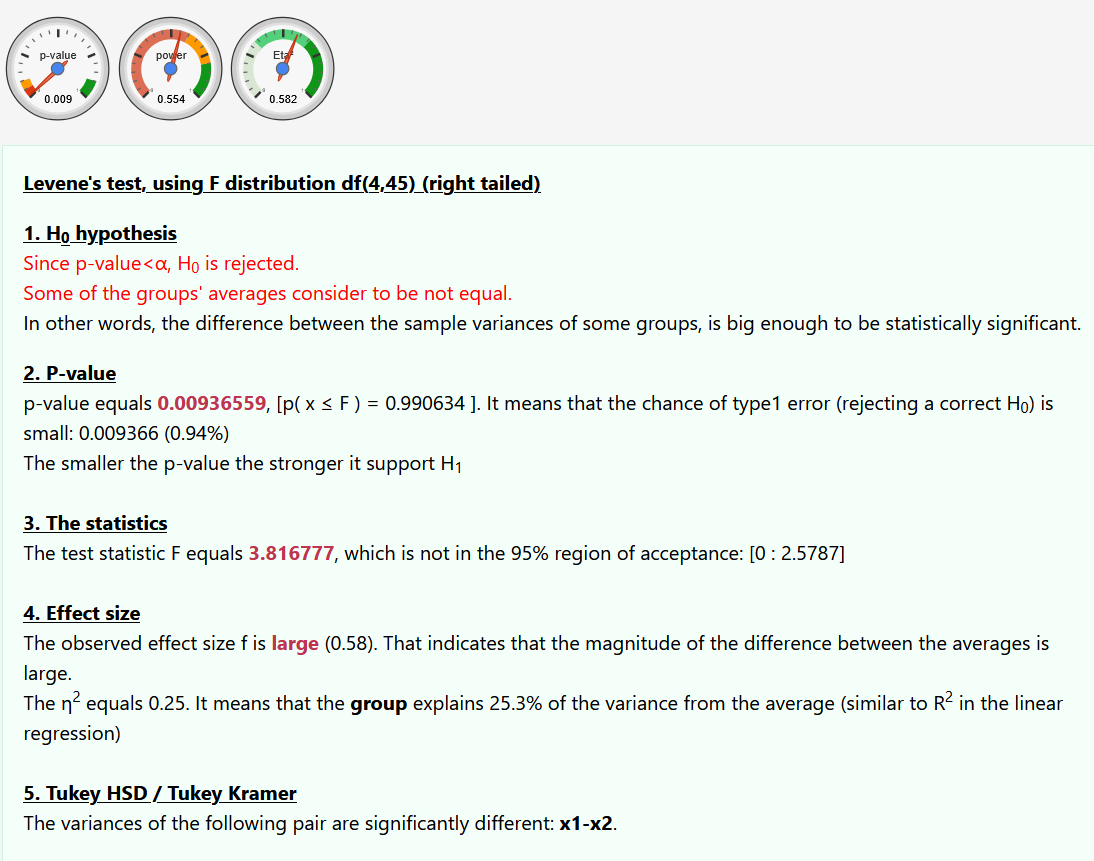 p-value
0.009
power
0.554
Eta²
0.582
Levene's test, using F distribution df(4,45) (right tailed)
1. H₀ hypothesis
Since p-value<α, H₀ is rejected.
Some of the groups' averages consider to be not equal.
In other words, the difference between the sample variances of some groups, is big enough to be statistically significant.
2. P-value
p-value equals 0.00936559, [p( x ≤ F ) = 0.990634 ]. It means that the chance of type1 error (rejecting a correct H₀) is
small: 0.009366 (0.94%)
The smaller the p-value the stronger it support H₁
3. The statistics
The test statistic F equals 3.816777, which is not in the 95% region of acceptance: [0 : 2.5787]
4. Effect size
The observed effect size f is large (0.58). That indicates that the magnitude of the difference between the averages is
large.
The η² equals 0.25. It means that the group explains 25.3% of the variance from the average (similar to R² in the linear
regression)
5. Tukey HSD / Tukey Kramer
The variances of the following pair are significantly different: x1-x2.